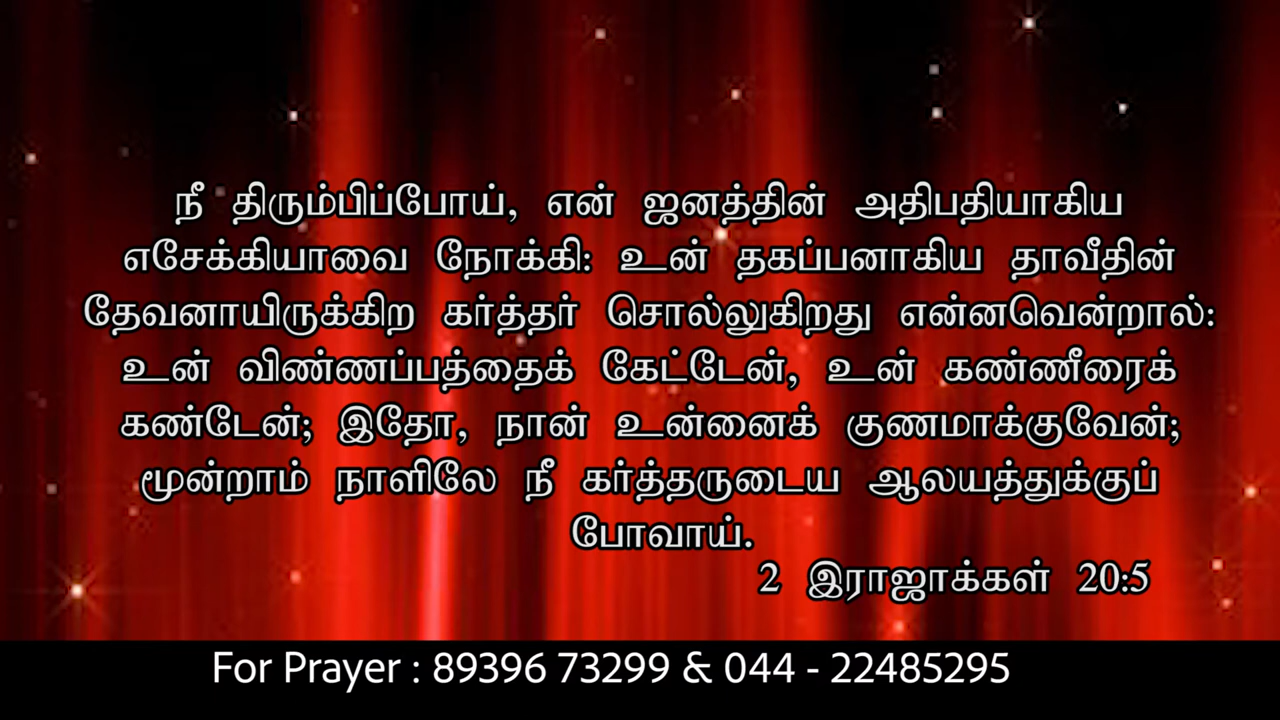 நீ திரும்பிப்போய், என் ஜனத்தின் அதிபதியாகிய
எசேக்கியாவை நோக்கி: உன் தகப்பனாகிய தாவீதின்
தேவனாயிருக்கிற கர்த்தர் சொல்லுகிறது என்னவென்றால்:
உன் விண்ணப்பத்தைக் கேட்டேன், உன் கண்ணீரைக்
கண்டேன்; இதோ, நான் உன்னைக் குணமாக்குவேன்;
மூன்றாம் நாளிலே நீ கர்த்தருடைய ஆலயத்துக்குப்
போவாய்.
2 இராஜாக்கள் 20:5
For Prayer : 89396 73299 & 044 - 22485295